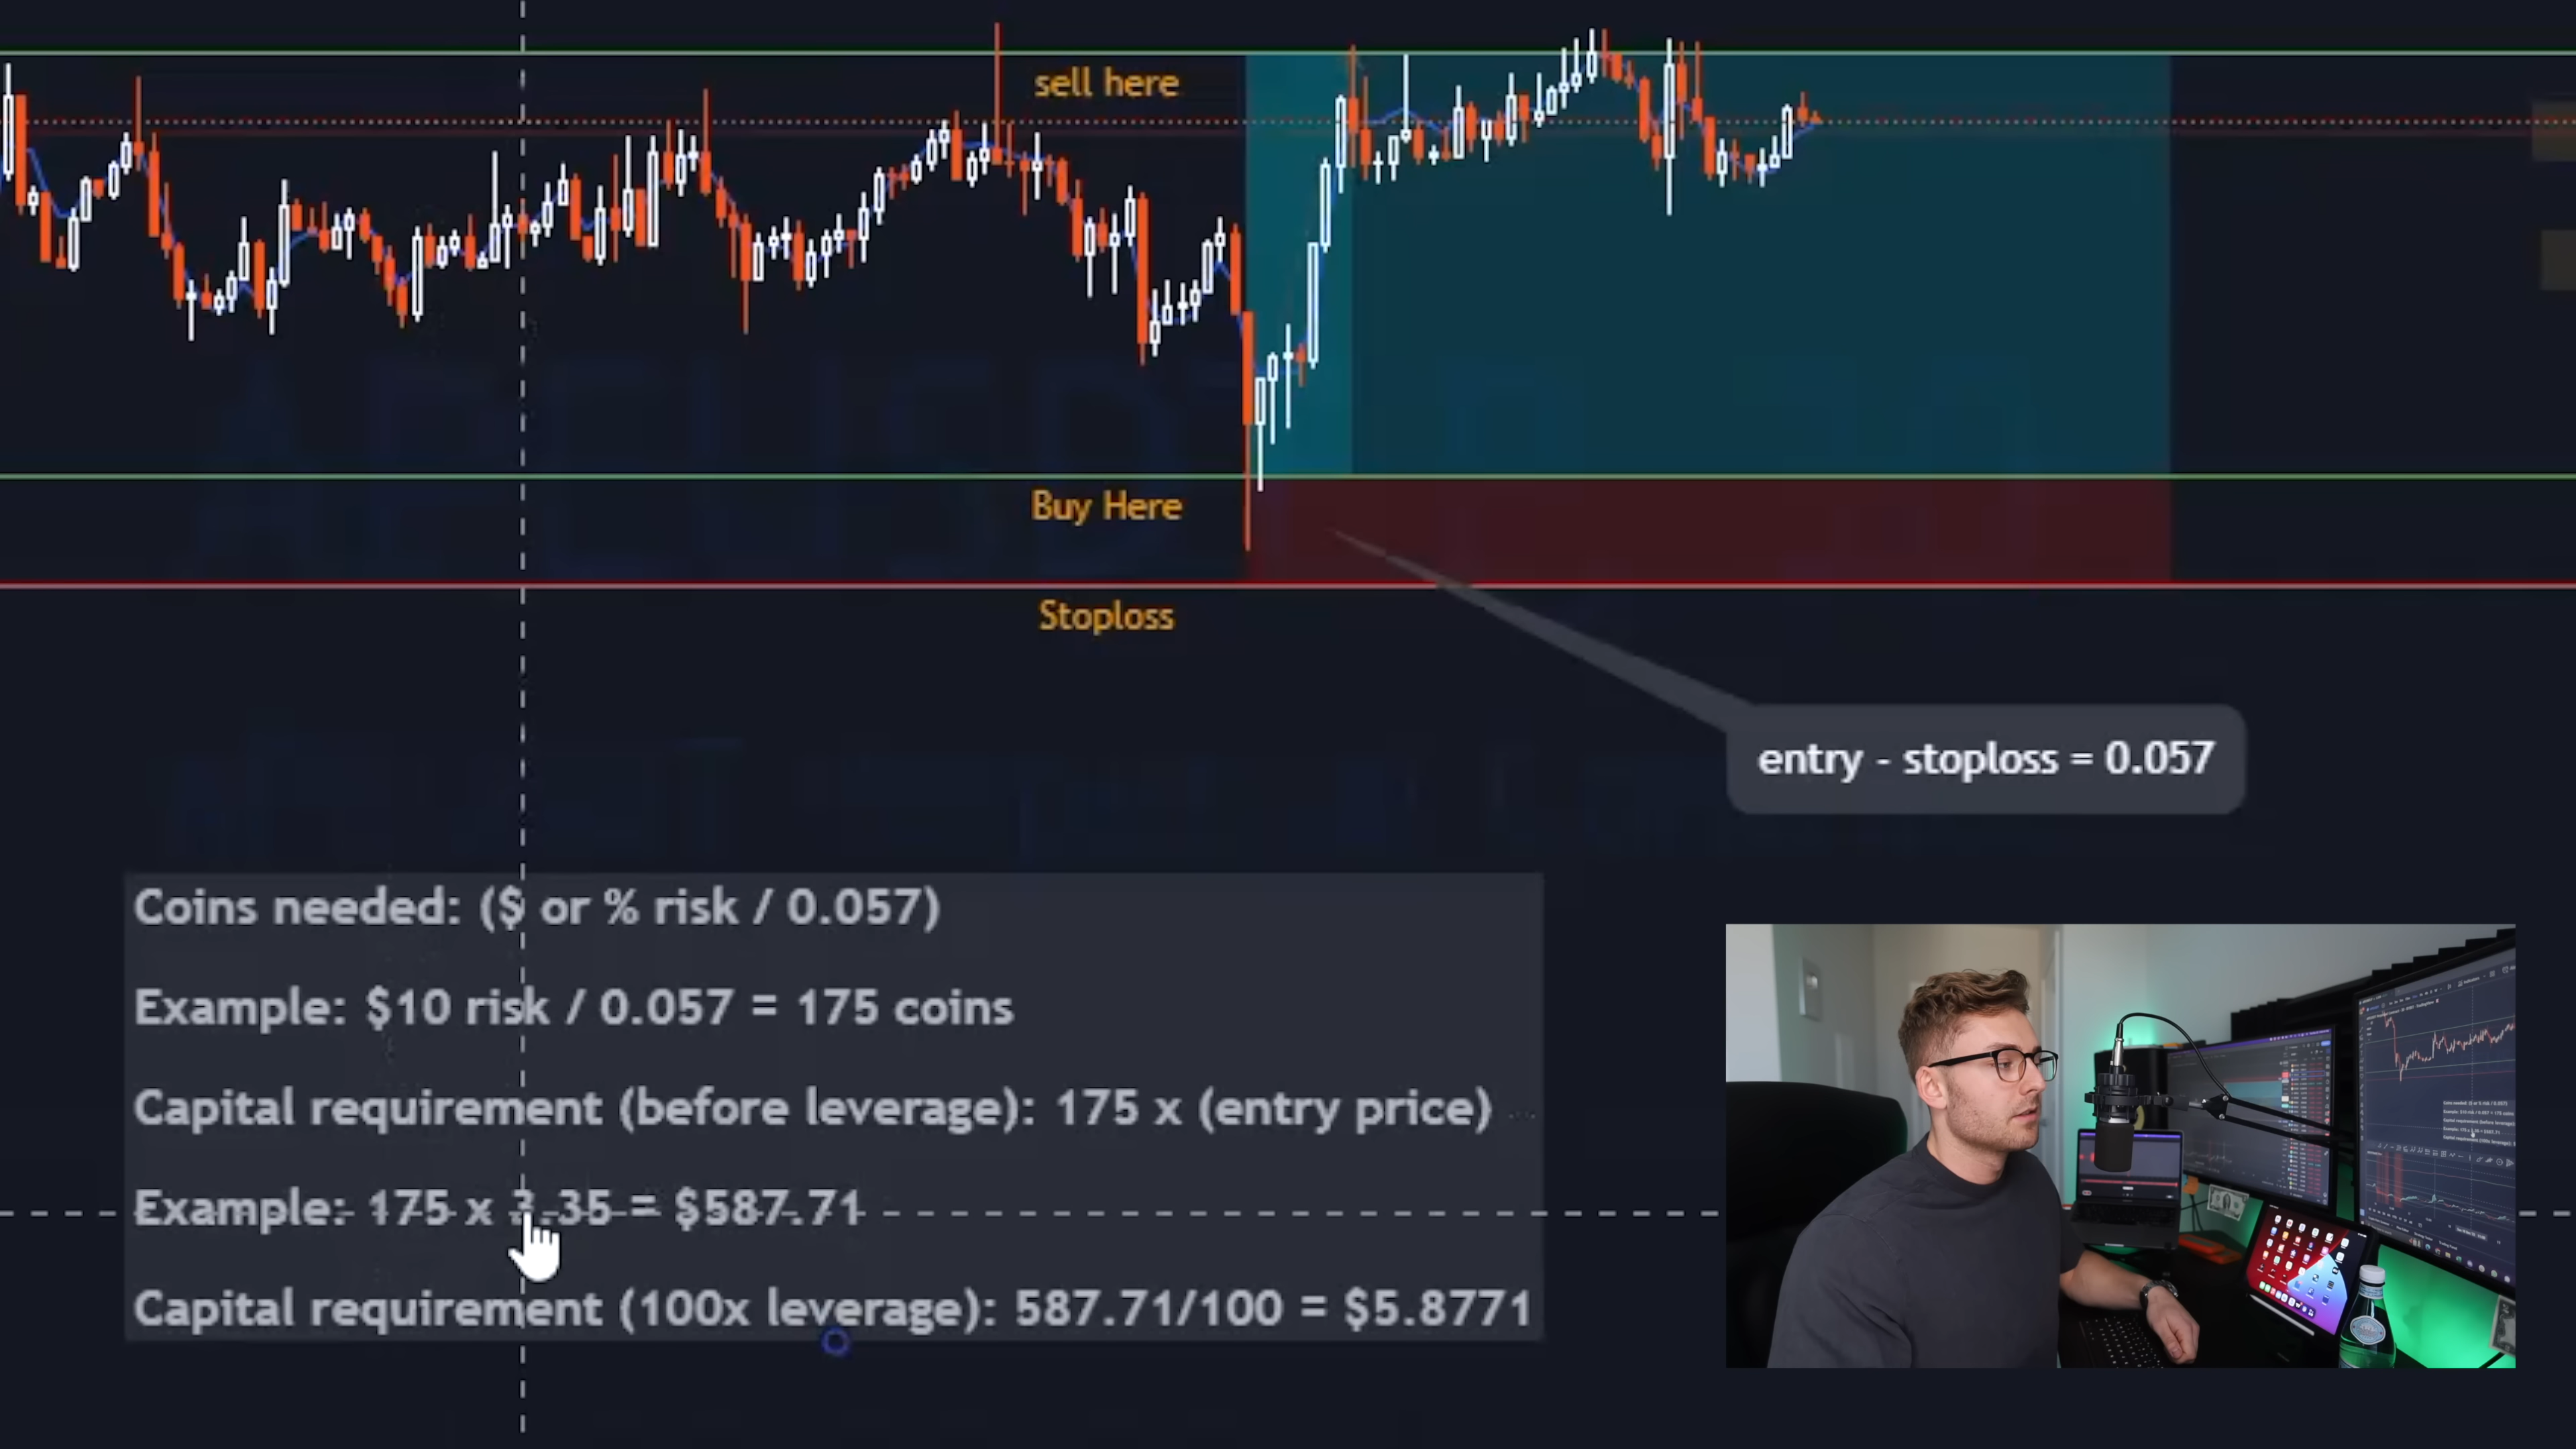 sell here
Buy Here
Stoploss
entry - stoploss = 0.057
Coins needed: ($ or % risk / 0.057)
Example: $10 risk / 0.057 = 175 coins
Capital requirement (before leverage): 175 x (entry price)
Example: 175 x 3.35 = $587.71
Capital requirement (100x leverage): 587.71/100 = $5.8771